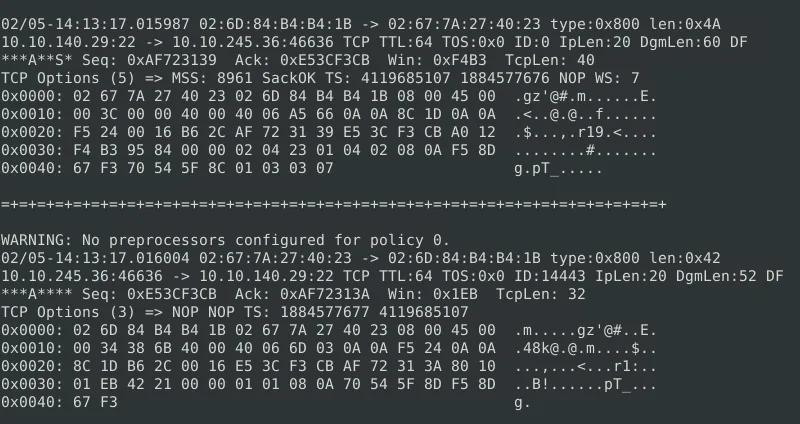 02/05-14:13:17.015987 02:6D:84:B4:B4:1B -> 02:67:7A:27:40:23 type:0x800 len:0x4A
10.10.140.29:22 -> 10.10.245.36:46636 TCP TTL:64 TOS:0x0 ID:0 IpLen:20 DgmLen:60 DF
***A**S* Seq: 0xAF723139  Ack: 0xE53CF3CB  Win: 0xF4B3  TcpLen: 40
TCP Options (5) => MSS: 8961 SackOK TS: 4119685107 1884577676 NOP WS: 7
0x0000: 02 67 7A 27 40 23 02 6D 84 B4 B4 1B 08 00 45 00  .gz'@#.m......E.
0x0010: 00 3C 00 00 40 00 40 06 A5 66 0A 0A 8C 1D 0A 0A  .<..@.@..f......
0x0020: F5 24 00 16 B6 2C AF 72 31 39 E5 3C F3 CB A0 12  .$...,.r19.<....
0x0030: F4 B3 95 84 00 00 02 04 23 01 04 02 08 0A F5 8D  ........#.......
0x0040: 67 F3 70 54 5F 8C 01 03 03 07                    g.pT_.....
=+=+=+=+=+=+=+=+=+=+=+=+=+=+=+=+=+=+=+=+=+=+=+=+=+=+=+=+=+=+=+=+=+=+=+=+=+
WARNING: No preprocessors configured for policy 0.
02/05-14:13:17.016004 02:67:7A:27:40:23 -> 02:6D:84:B4:B4:1B type:0x800 len:0x42
10.10.245.36:46636 -> 10.10.140.29:22 TCP TTL:64 TOS:0x0 ID:14443 IpLen:20 DgmLen:52 DF
***A**** Seq: 0xE53CF3CB  Ack: 0xAF72313A  Win: 0x1EB  TcpLen: 32
TCP Options (3) => NOP NOP TS: 1884577677 4119685107
0x0000: 02 6D 84 B4 B4 1B 02 67 7A 27 40 23 08 00 45 00  .m.....gz'@#..E.
0x0010: 00 34 38 6B 40 00 40 06 6D 03 0A 0A F5 24 0A 0A  .48k@.@.m....$..
0x0020: 8C 1D B6 2C 00 16 E5 3C F3 CB AF 72 31 3A 80 10  ...,...<...r1:..
0x0030: 01 EB 42 21 00 00 01 01 08 0A 70 54 5F 8D F5 8D  ..B!......pT_...
0x0040: 67 F3                                            g.